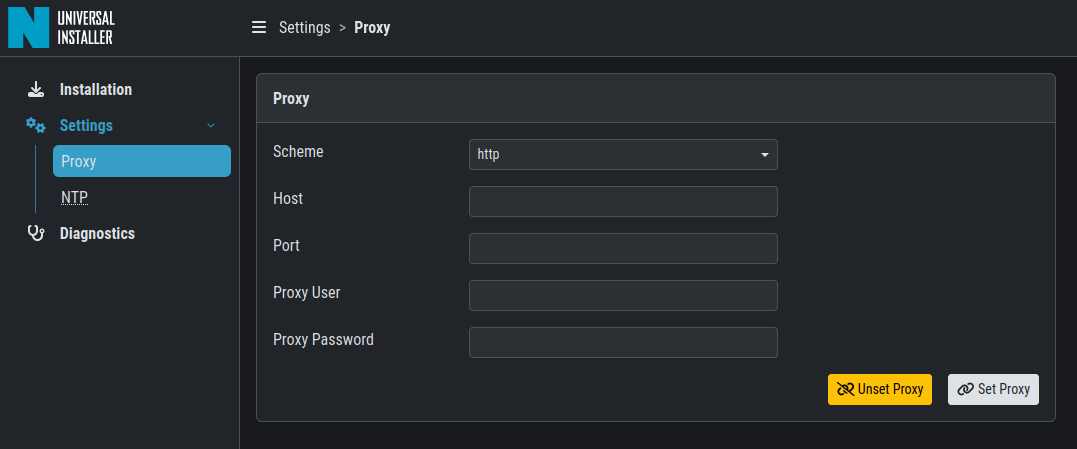 UNIVERSAL
INSTALLER
Settings > Proxy
Installation
Settings
Proxy
NTP
Diagnostics
Proxy
Scheme
http
Host
Port
Proxy User
Proxy Password
Unset Proxy
Set Proxy